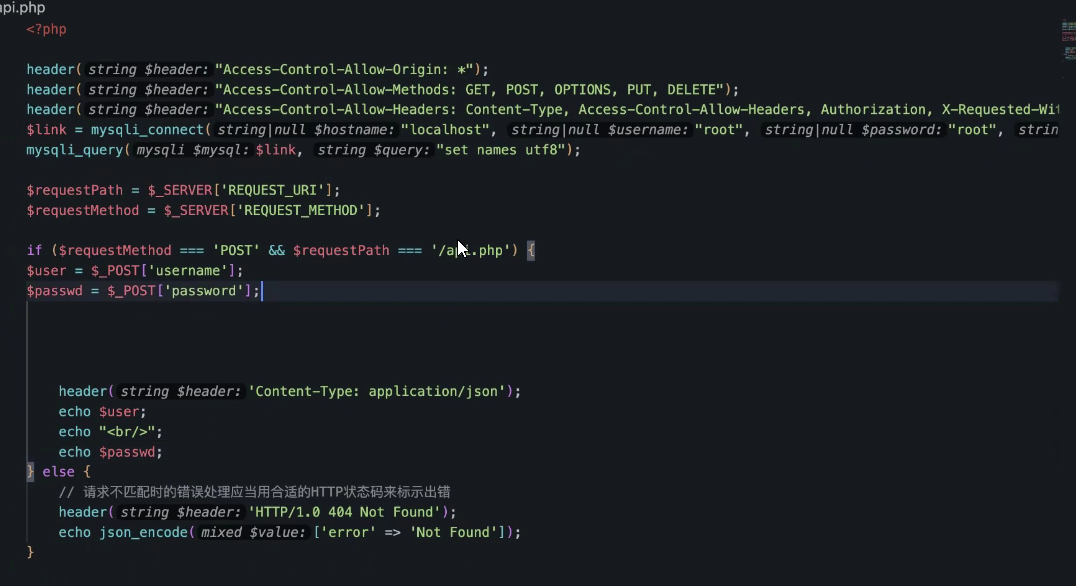 api.php
<?php
header( string $header: "Access-Control-Allow-Origin: *");
header( string $header: "Access-Control-Allow-Methods: GET, POST, OPTIONS, PUT, DELETE");
header( string $header: "Access-Control-Allow-Headers: Content-Type, Access-Control-Allow-Headers, Authorization, X-Requested-Wit
$link = mysqli_connect( string|null $hostname: "localhost", string|null $username: "root", string|null $password: "root", strin
mysqli_query( mysqli $mysql: $link, string $query: "set names utf8");
$requestPath = $_SERVER['REQUEST_URI'];
$requestMethod = $_SERVER['REQUEST_METHOD'];
if ($requestMethod === 'POST' && $requestPath === '/api.php') {
$user = $_POST['username'];
$passwd = $_POST['password'];
header( string $header: 'Content-Type: application/json');
echo $user;
echo "<br/>";
echo $passwd;
} else {
// 请求不匹配时的错误处理应当用合适的HTTP状态码来标示出错
header( string $header: 'HTTP/1.0 404 Not Found');
echo json_encode( mixed $value: ['error' => 'Not Found']);
}